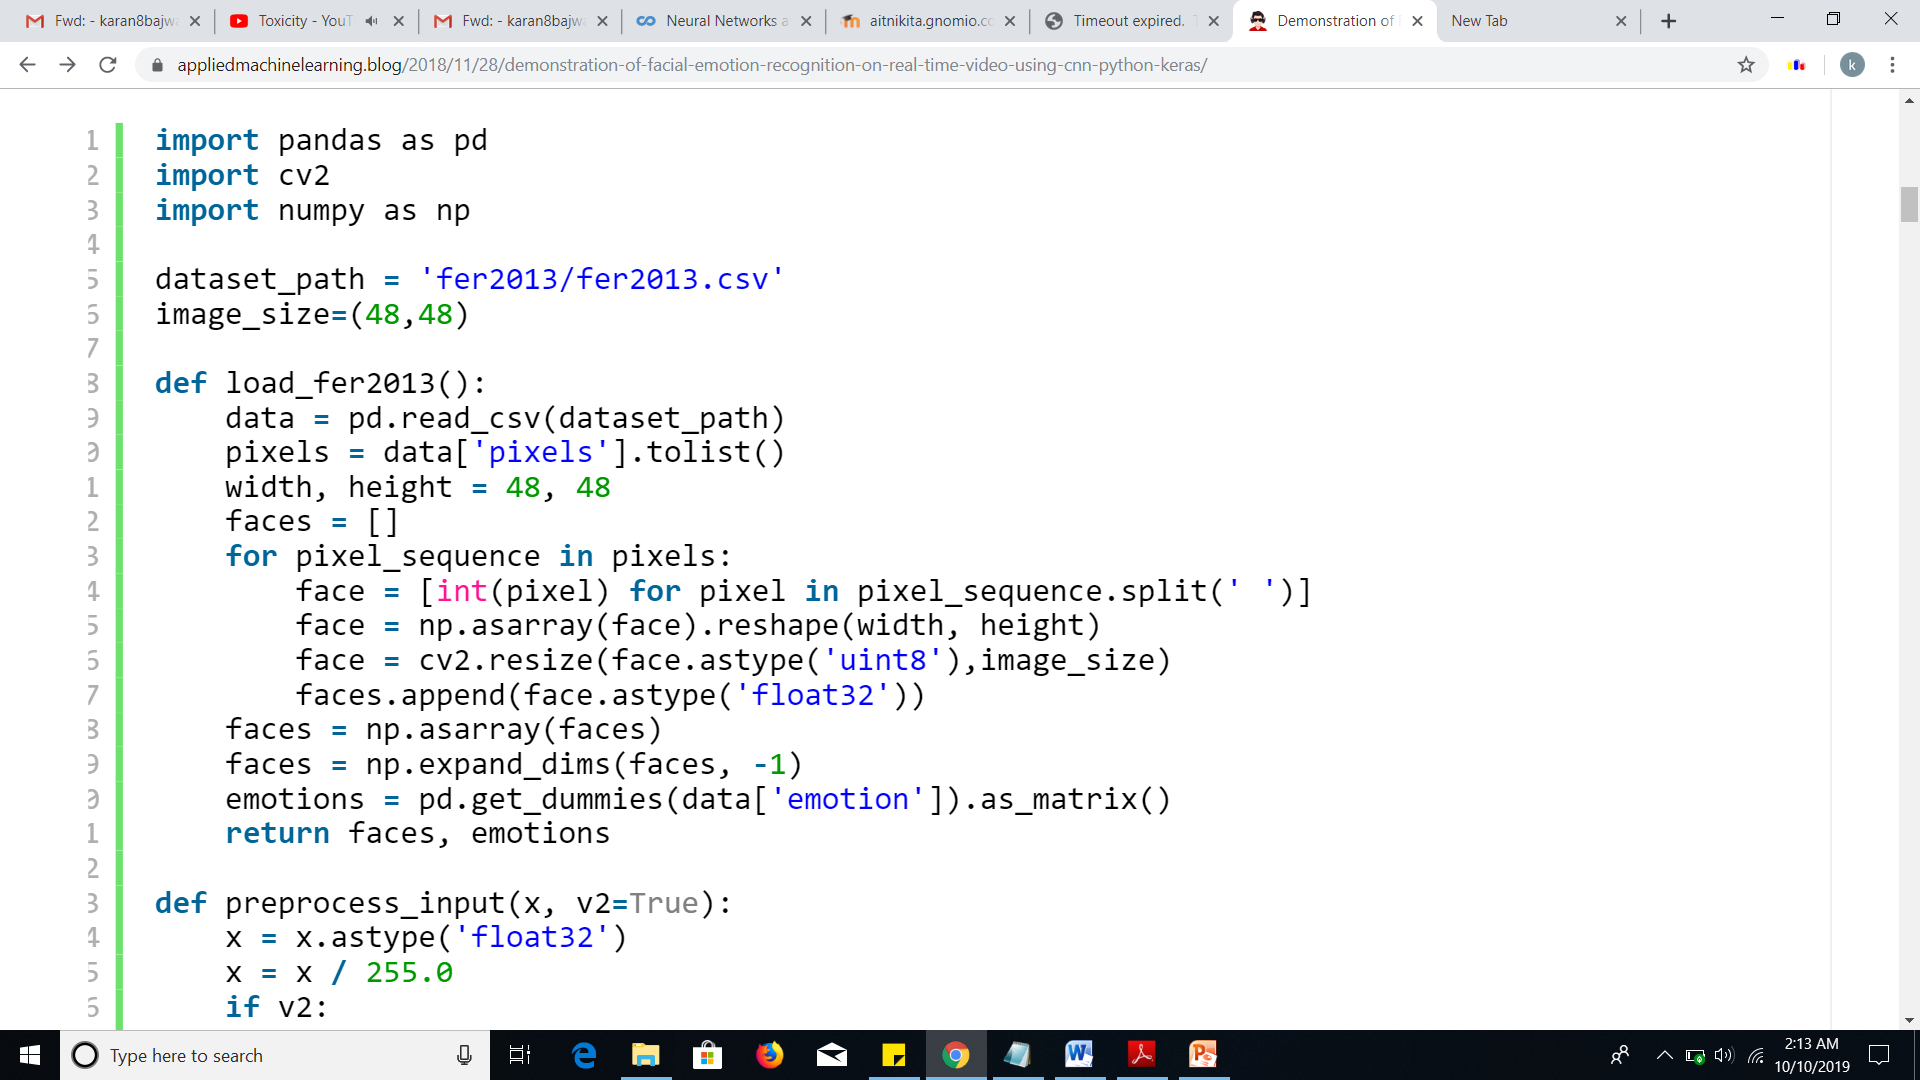 Fwd: - karan8bajw
Toxicity - YouT
Fwd: - karan8bajw
Neural Networks a
aitnikita.gnomio.co
Timeout expired. T
Demonstration of
New Tab
appliedmachinelearning.blog/2018/11/28/demonstration-of-facial-emotion-recognition-on-real-time-video-using-cnn-python-keras/
k
1 import pandas as pd
2 import cv2
3 import numpy as np
4
5 dataset_path = 'fer2013/fer2013.csv'
6 image_size=(48,48)
7
8 def load_fer2013():
9 data = pd.read_csv(dataset_path)
0 pixels = data['pixels'].tolist()
1 width, height = 48, 48
2 faces = []
3 for pixel_sequence in pixels:
4 face = [int(pixel) for pixel in pixel_sequence.split(' ')]
5 face = np.asarray(face).reshape(width, height)
6 face = cv2.resize(face.astype('uint8'),image_size)
7 faces.append(face.astype('float32'))
8 faces = np.asarray(faces)
9 faces = np.expand_dims(faces, -1)
0 emotions = pd.get_dummies(data['emotion']).as_matrix()
1 return faces, emotions
2
3 def preprocess_input(x, v2=True):
4 x = x.astype('float32')
5 x = x / 255.0
6 if v2:
Type here to search
2:13 AM
10/10/2019